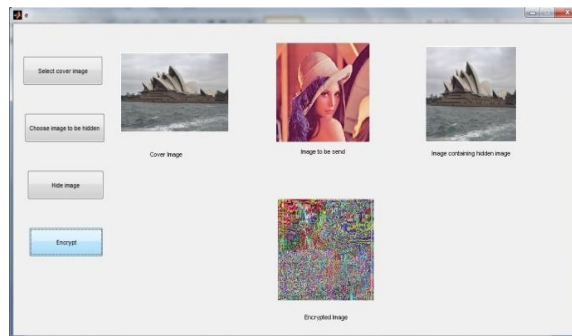 e
Select cover image
Choose image to be hidden
Hide image
Encrypt
Cover Image
Image to be send
Image containing hidden image
Encrypted Image